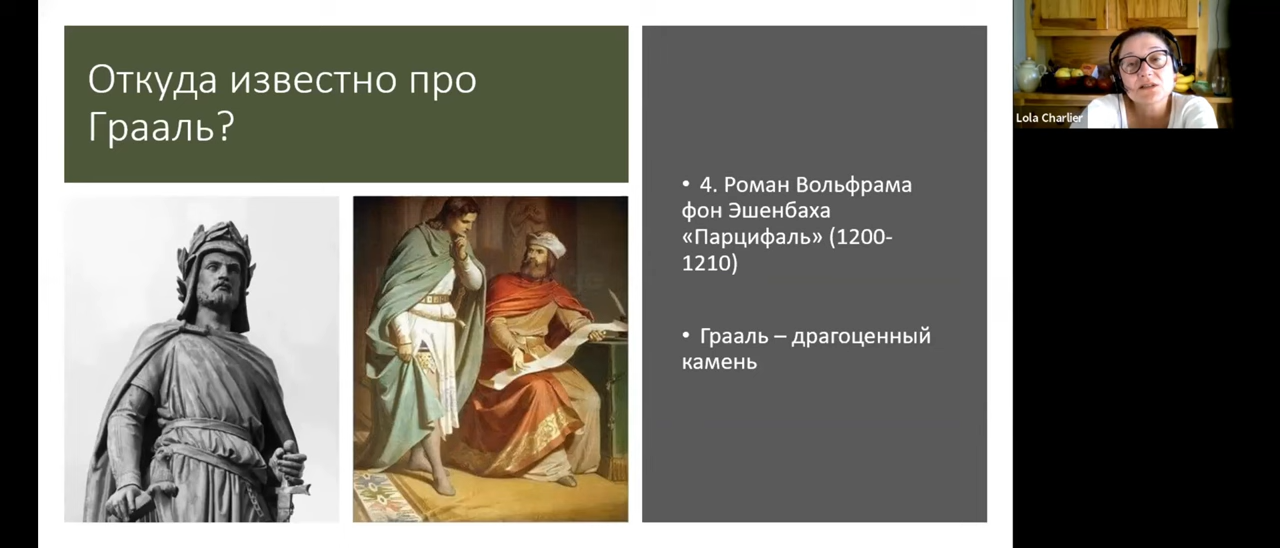 Откуда известно про
Грааль?
• 4. Роман Вольфрама
фон Эшенбаха
«Парцифаль» (1200-
1210)
• Грааль – драгоценный
камень
Lola Charlier